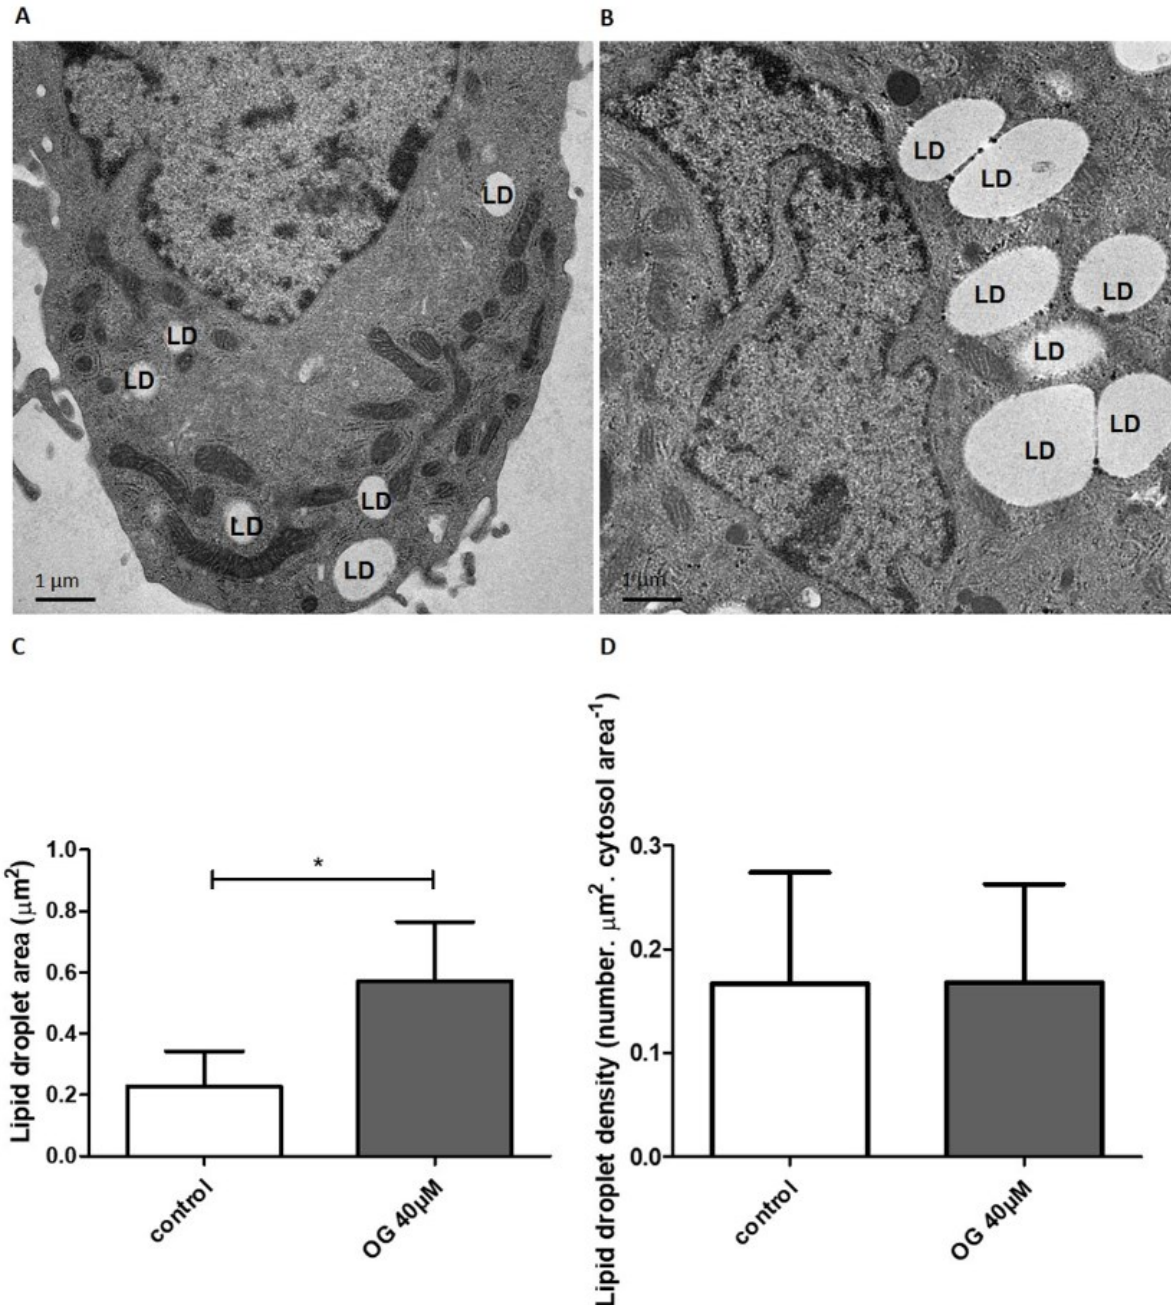 A
B
LD
LD
LD
LD
LD
LD
1 μm
LD
LD
LD
LD
LD
LD
LD
1 μm
C
D
Lipid droplet area (μm²)
1.0
0.8
0.6
0.4
0.2
0.0
*
control
OG 40μM
Lipid droplet density (number. μm². cytosol area⁻¹)
0.3
0.2
0.1
0.0
control
OG 40μM